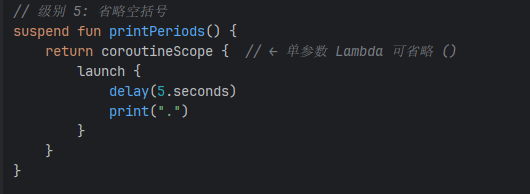 // 级别 5: 省略空括号
suspend fun printPeriods() {
    return coroutineScope {  // ← 单参数 Lambda 可省略 ()
        launch {
            delay(5.seconds)
            print(".")
        }
    }
}